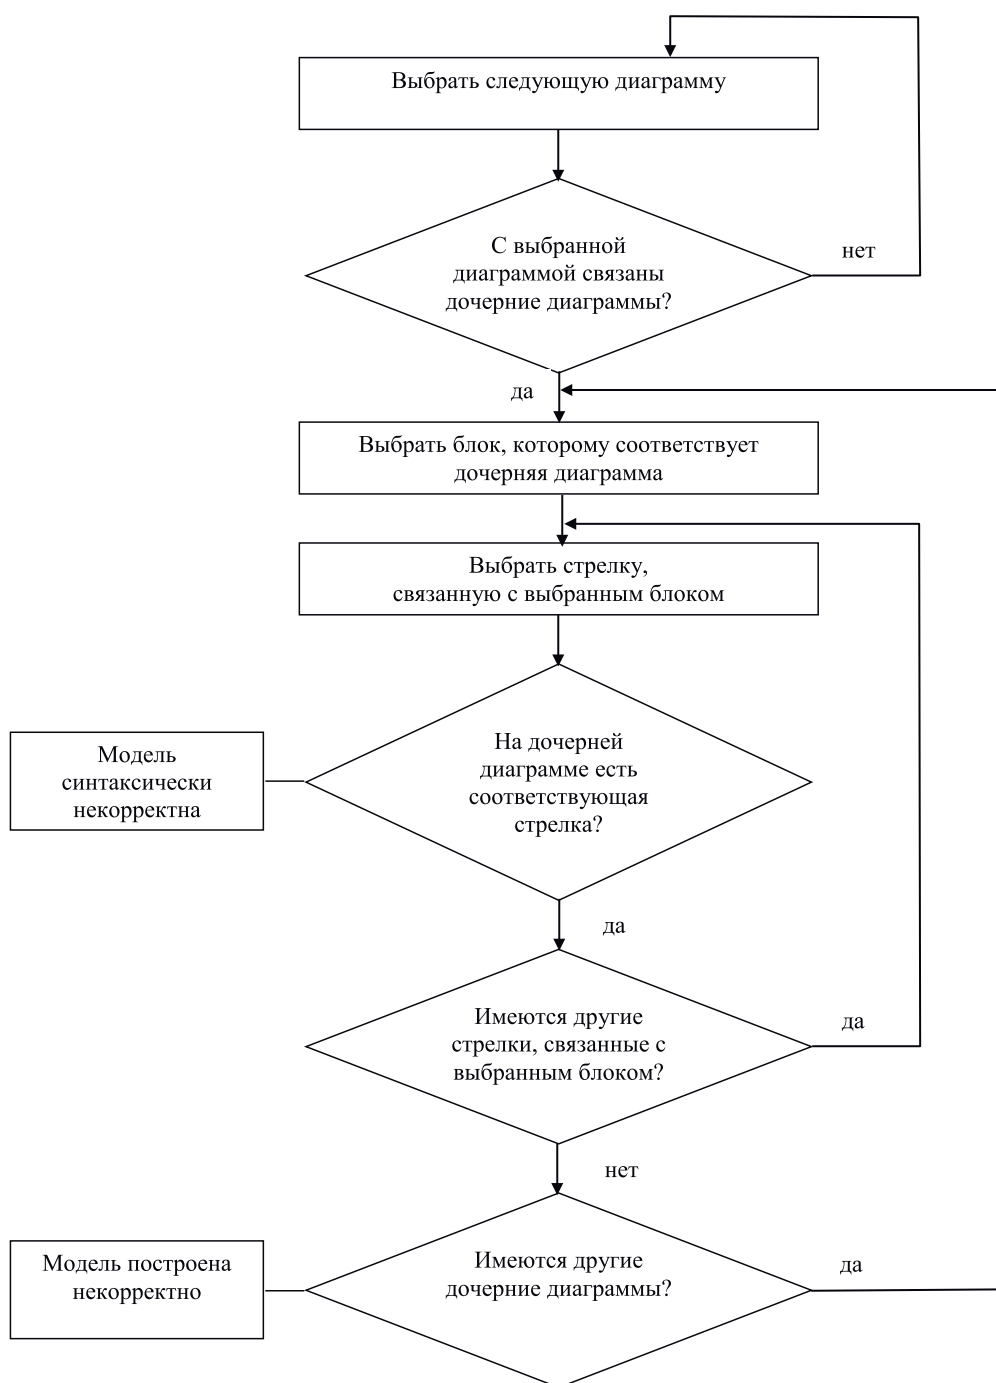 Выбрать следующую диаграмму
С выбранной
диаграммой связаны
дочерние диаграммы?
нет
да
Выбрать блок, которому соответствует
дочерняя диаграмма
Выбрать стрелку,
связанную с выбранным блоком
На дочерней
диаграмме есть
соответствующая
стрелка?
Модель
синтаксически
некорректна
да
Имеются другие
стрелки, связанные с
выбранным блоком?
да
нет
Модель построена
некорректно
Имеются другие
дочерние диаграммы?
да